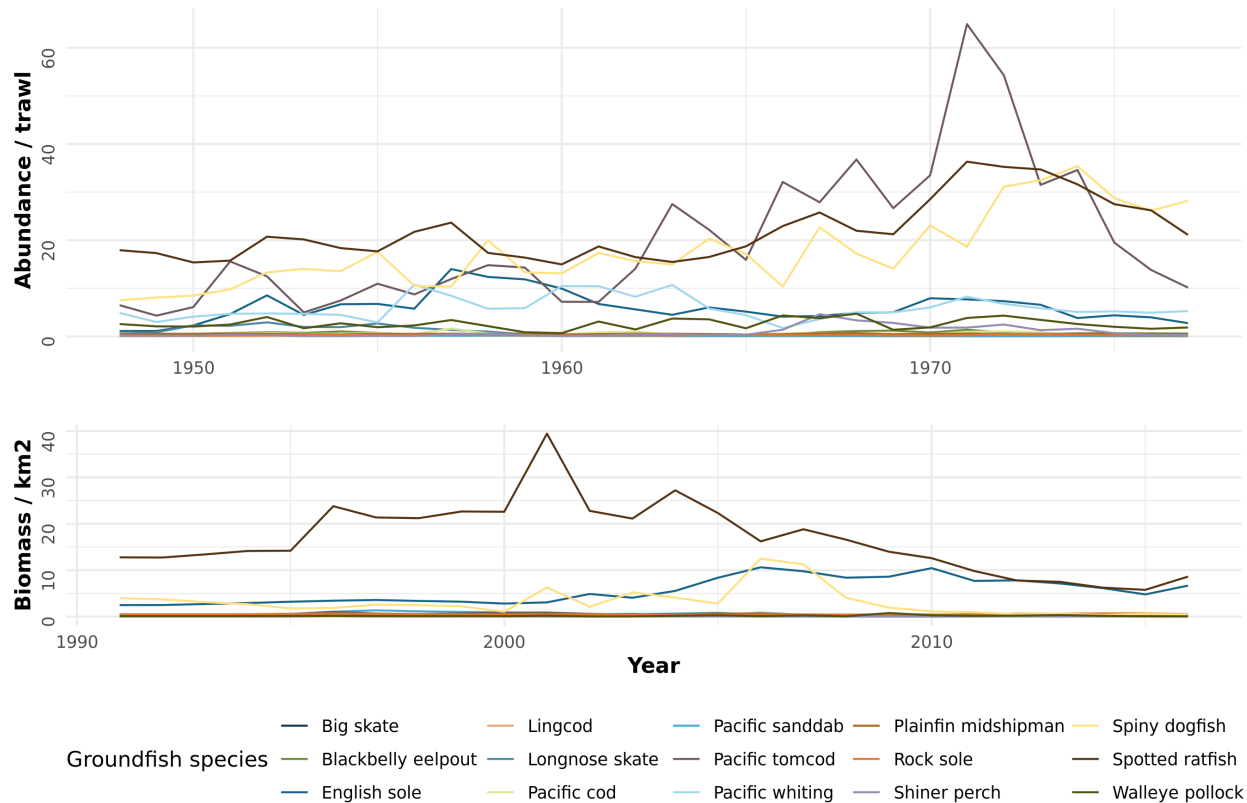 Abundance / trawl
60
40
20
0
1950 1960 1970
Biomass / km2
40
30
20
10
0
1990 2000 2010
Year
Groundfish species
Big skate Lingcod Pacific sanddab Plainfin midshipman Spiny dogfish
Blackbelly eelpout Longnose skate Pacific tomcod Rock sole Spotted ratfish
English sole Pacific cod Pacific whiting Shiner perch Walleye pollock